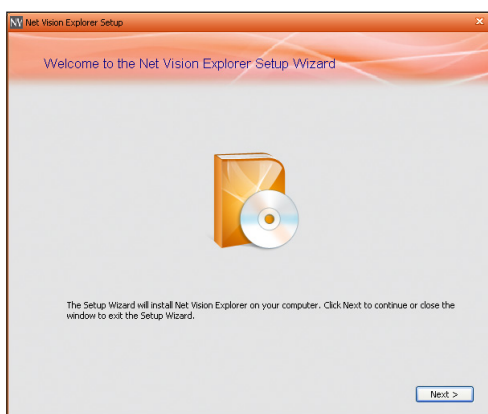 NV Net Vision Explorer Setup
Welcome to the Net Vision Explorer Setup Wizard
The Setup Wizard will install Net Vision Explorer on your computer. Click Next to continue or close the
window to exit the Setup Wizard.
Next >